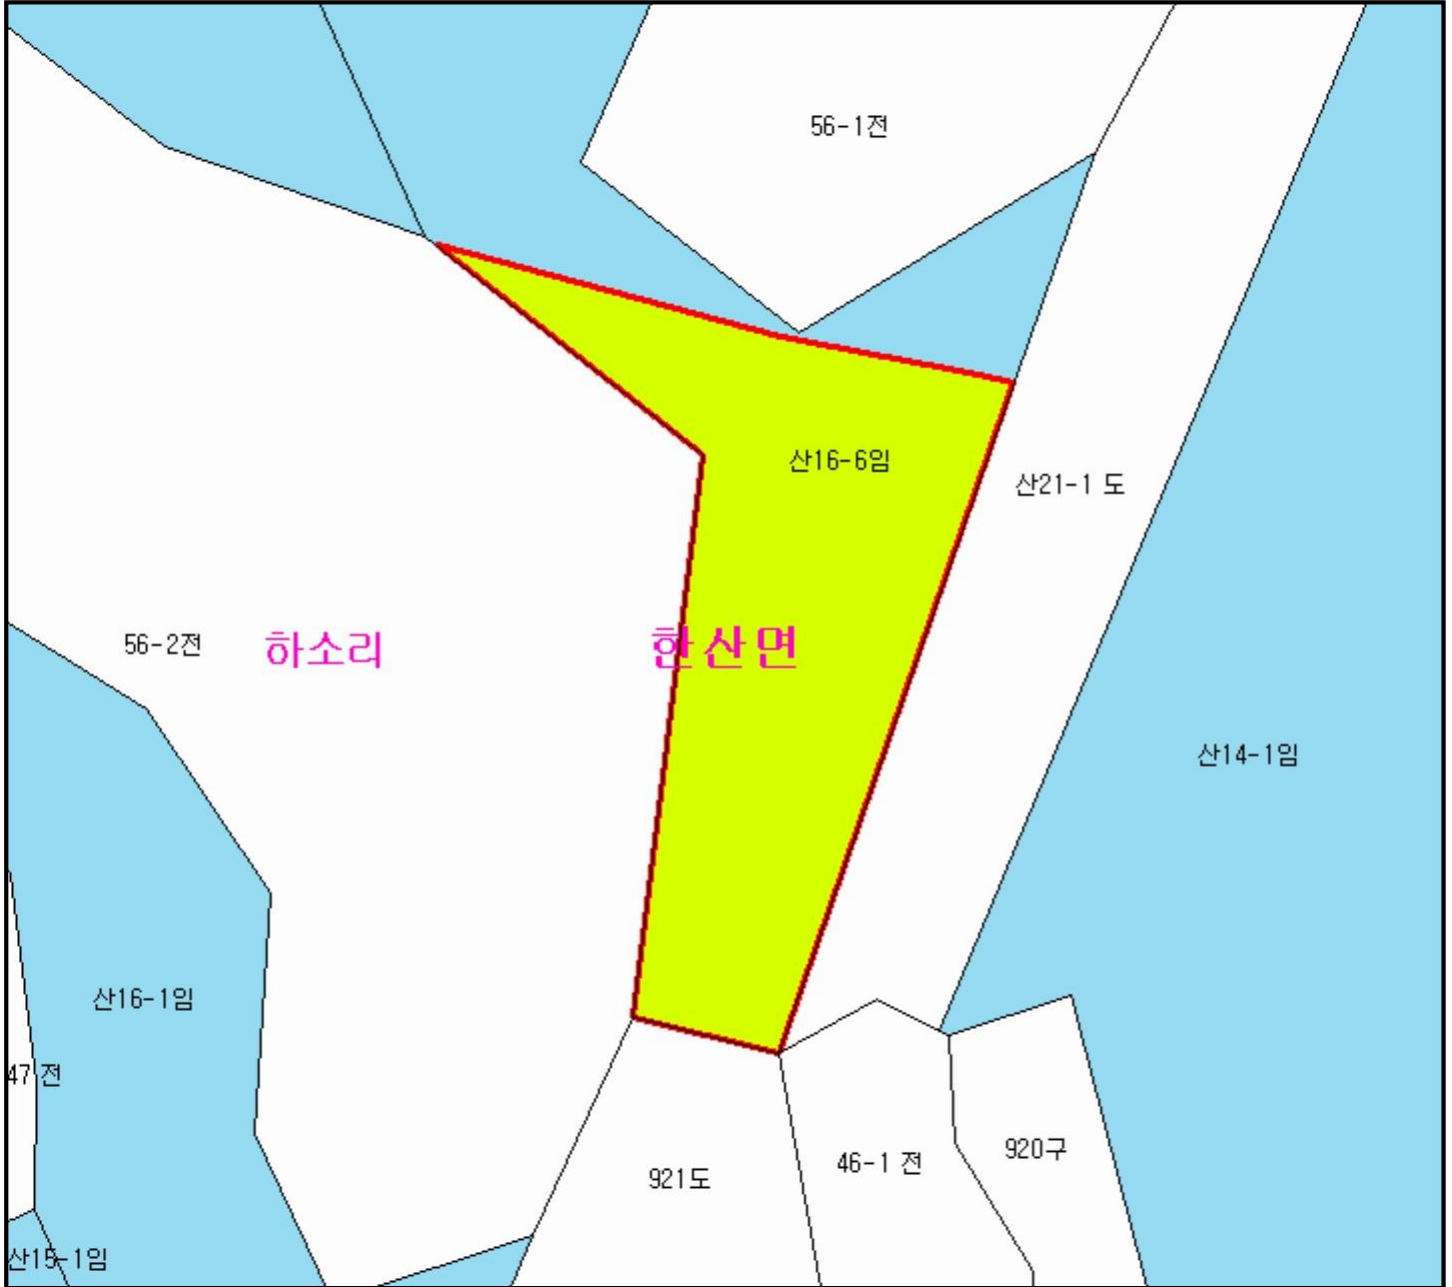 56-1전
산16-6임
산21-1 도
56-2전
하소리
한산면
산14-1임
산16-1임
47 전
921도
46-1 전
920구
산15-1임